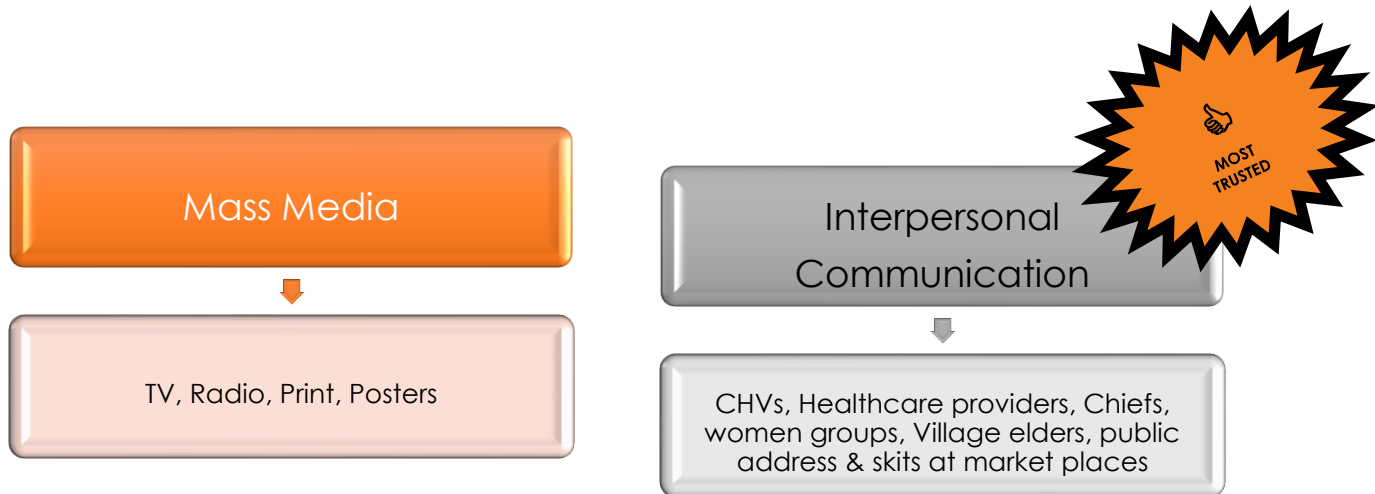 Mass Media
TV, Radio, Print, Posters
Interpersonal
Communication
MOST
TRUSTED
CHVs, Healthcare providers, Chiefs,
women groups, Village elders, public
address & skits at market places